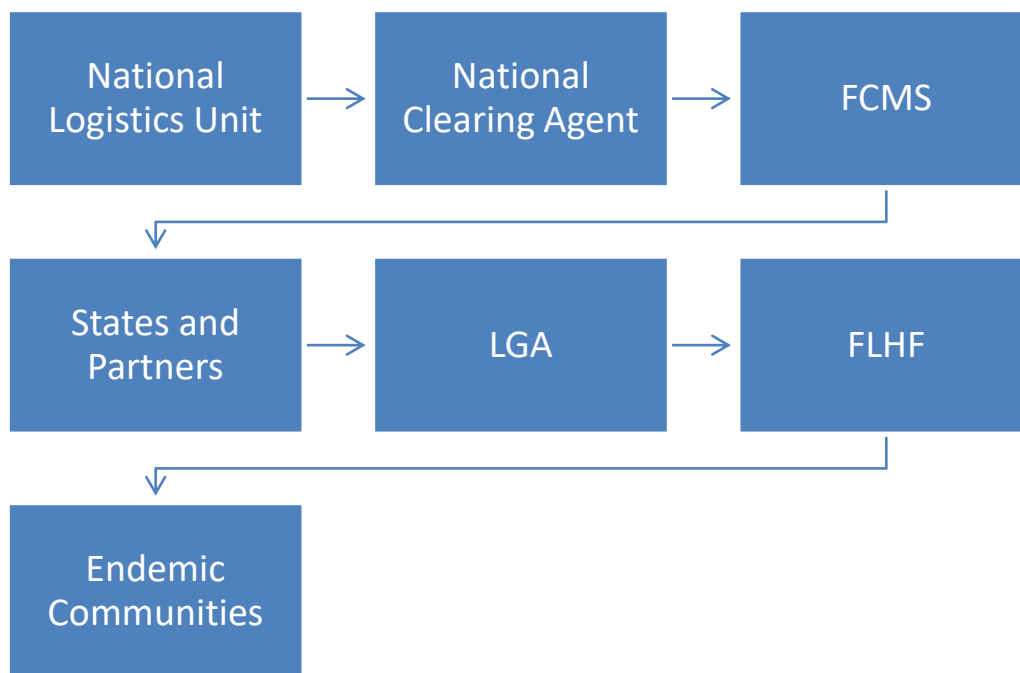 National
Logistics Unit
National
Clearing Agent
FCMS
States and
Partners
LGA
FLHF
Endemic
Communities